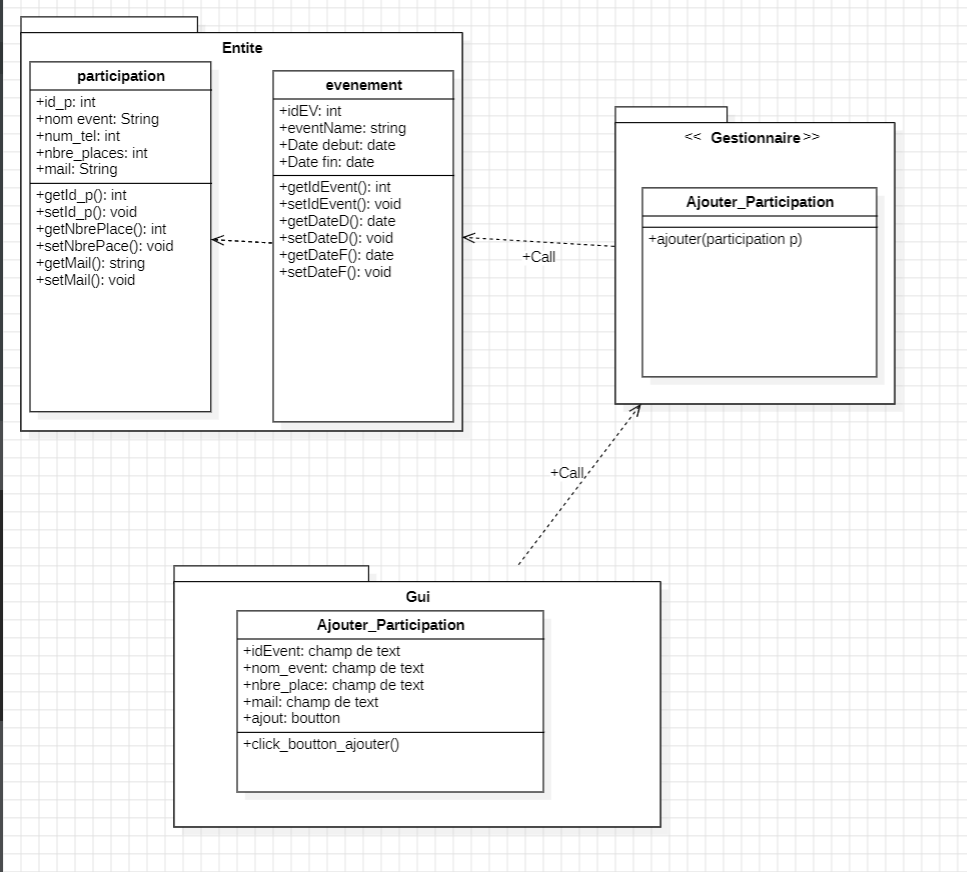 Entite
participation
+id_p: int
+nom event: String
+num_tel: int
+nbre_places: int
+mail: String
+getId_p(): int
+setId_p(): void
+getNbrePlace(): int
+setNbrePace(): void
+getMail(): string
+setMail(): void
evenement
+idEV: int
+eventName: string
+Date debut: date
+Date fin: date
+getIdEvent(): int
+setIdEvent(): void
+getDateD(): date
+setDateD(): void
+getDateF(): date
+setDateF(): void
+Call
<< Gestionnaire>>
Ajouter_Participation
+ajouter(participation p)
+Call
Gui
Ajouter_Participation
+idEvent: champ de text
+nom_event: champ de text
+nbre_place: champ de text
+mail: champ de text
+ajout: boutton
+click_boutton_ajouter()